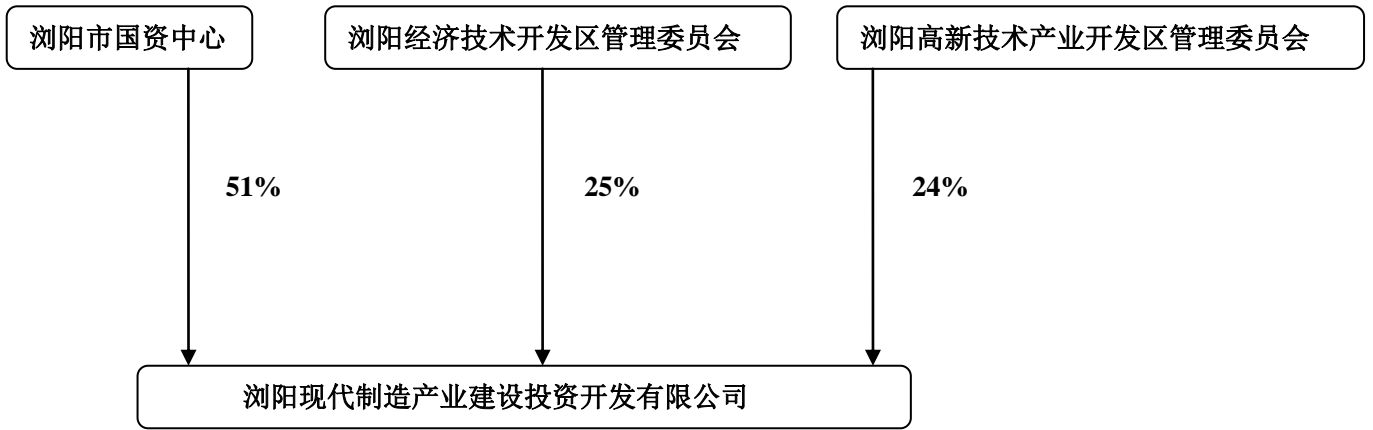 浏阳市国资中心
浏阳经济技术开发区管理委员会
浏阳高新技术产业开发区管理委员会
51%
25%
24%
浏阳现代制造产业建设投资开发有限公司